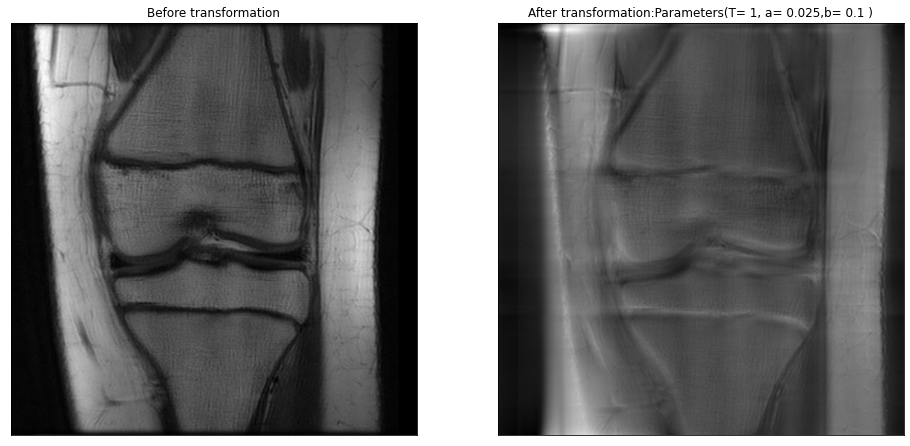 Before transformation
After transformation:Parameters(T= 1, a= 0.025,b= 0.1 )